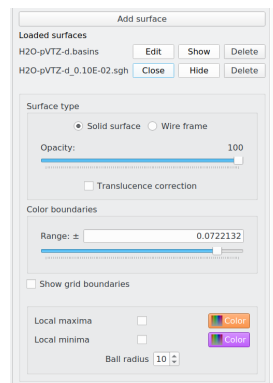 Add surface
Loaded surfaces
H2O-pVTZ-d.basins Edit Show Delete
H2O-pVTZ-d_0.10E-02.sgh Close Hide Delete
Surface type
Solid surface Wire frame
Opacity: 100
Translucence correction
Color boundaries
Range: ± 0.0722132
Show grid boundaries
Local maxima Color
Local minima Color
Ball radius 10